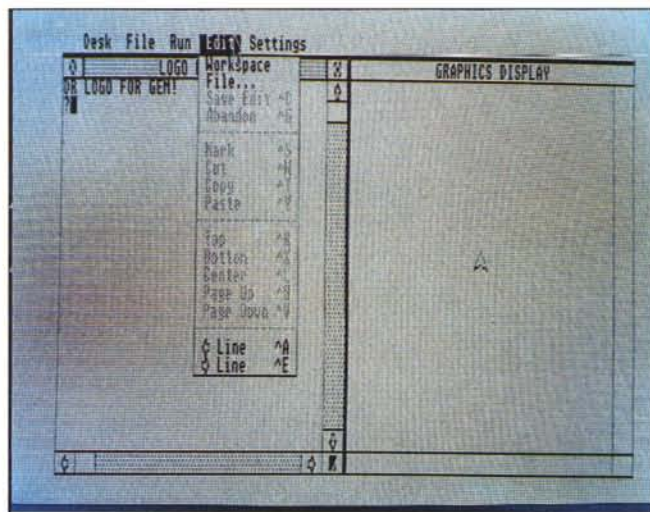 Desk File Run Edit Settings
LOGO
GRAPHICS DISPLAY
DR LOGO FOR GEM!
?
Workspace
File...
Save Edit ^C
Abandon ^G
Mark ^S
Cut ^W
Copy ^T
Paste ^Y
Top ^R
Bottom ^X
Center ^L
Page Up
Page Down ^V
Line ^A
Line ^E